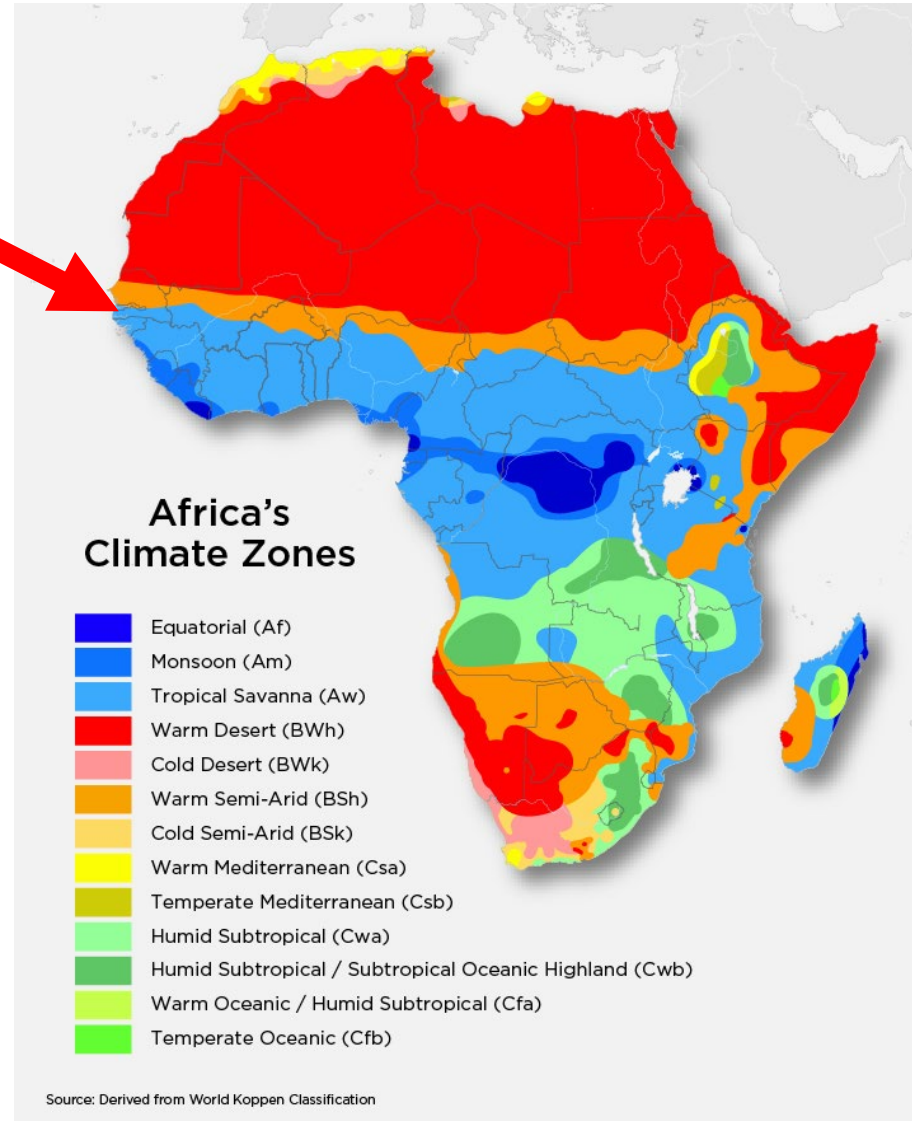 Africa's
Climate Zones
Equatorial (Af)
Monsoon (Am)
Tropical Savanna (Aw)
Warm Desert (BWh)
Cold Desert (BWk)
Warm Semi-Arid (BSh)
Cold Semi-Arid (BSk)
Warm Mediterranean (Csa)
Temperate Mediterranean (Csb)
Humid Subtropical (Cwa)
Humid Subtropical / Subtropical Oceanic Highland (Cwb)
Warm Oceanic / Humid Subtropical (Cfa)
Temperate Oceanic (Cfb)
Source: Derived from World Koppen Classification